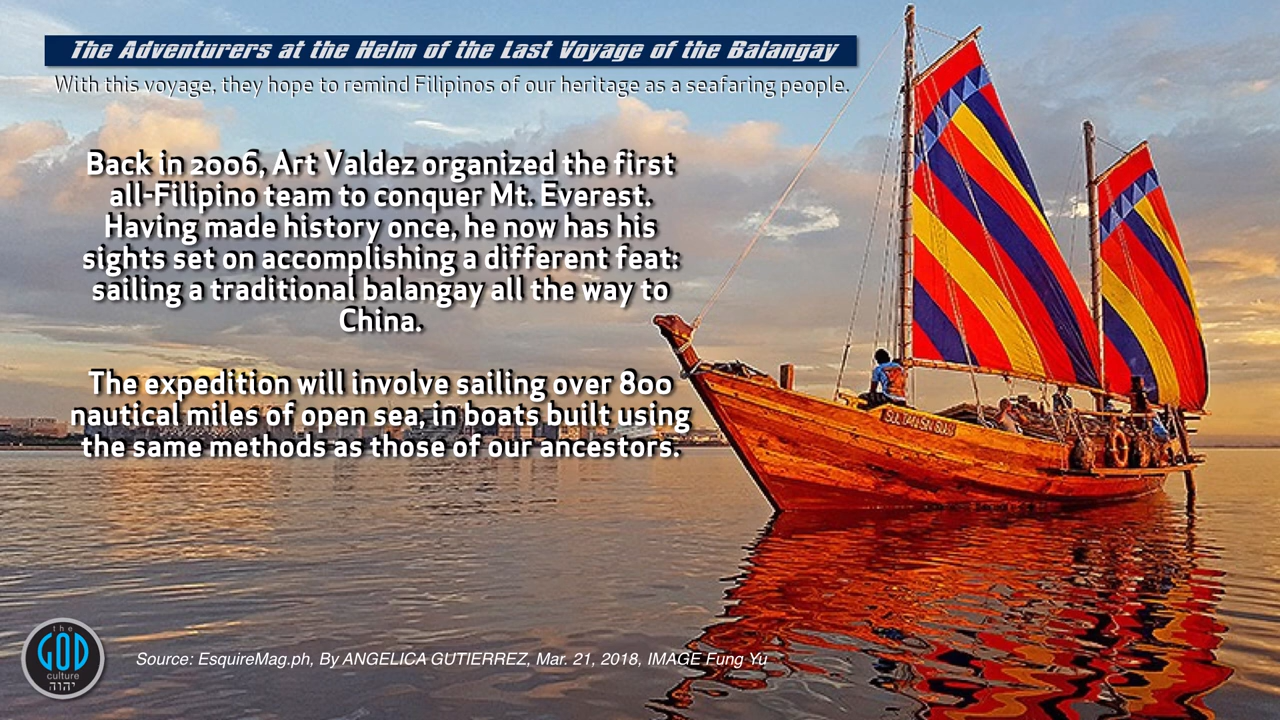 The Adventurers at the Helm of the Last Voyage of the Balangay
With this voyage, they hope to remind Filipinos of our heritage as a seafaring people.
Back in 2006, Art Valdez organized the first
all-Filipino team to conquer Mt. Everest.
Having made history once, he now has his
sights set on accomplishing a different feat:
sailing a traditional balangay all the way to
China.
The expedition will involve sailing over 800
nautical miles of open sea, in boats built using
the same methods as those of our ancestors.
the
GOD
culture
יהוה
Source: EsquireMag.ph, By ANGELICA GUTIERREZ, Mar. 21, 2018, IMAGE Fung Yu